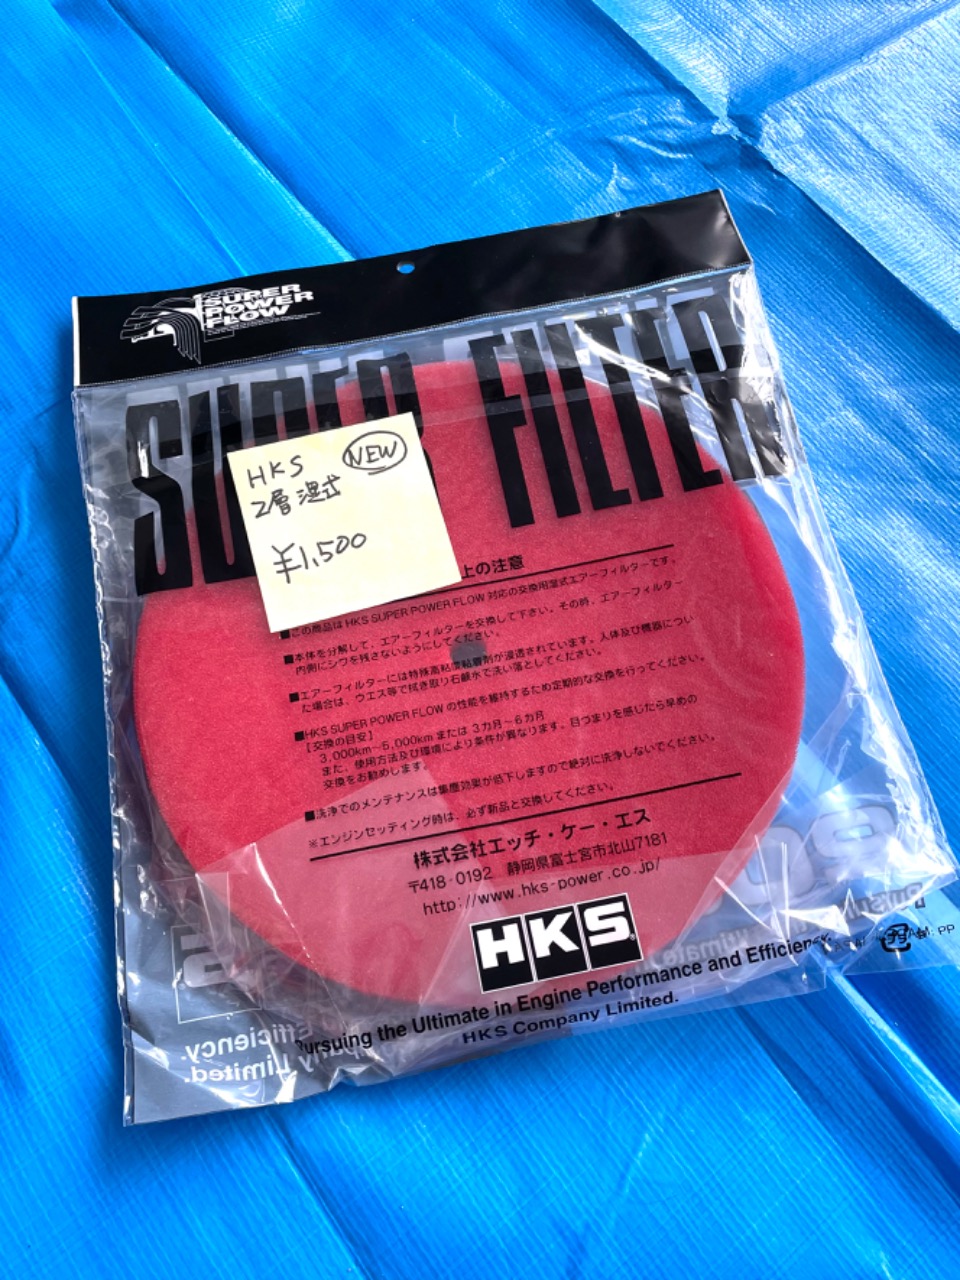 SUPER
POWER
FLOW
SUPER FILTER
HKS
NEW
2層湿式
¥1,500
上の注意
■この商品は HKS SUPER POWER FLOW 対応の交換用湿式エアーフィルターです。
■本体を分解して、エアーフィルターを交換して下さい。その時、エアーフィルター
内側にシワを残さないようにしてください。
■エアーフィルターには特殊高粘度粘着剤が浸透されています。人体及び機器につい
た場合は、ウエス等で拭き取り石鹸水で洗い落としてください。
■HKS SUPER POWER FLOW の性能を維持するため定期的な交換を行ってください。
【交換の目安】
3,000km〜5,000km または 3カ月〜6カ月
また、使用方法及び環境により条件が異なります。目づまりを感じたら早めの
交換をお勧めします。
■洗浄でのメンテナンスは集塵効果が低下しますので絶対に洗浄しないでください。
※エンジンセッティング時は、必ず新品と交換してください。
株式会社エッチ・ケー・エス
〒418-0192 静岡県富士宮市北山7181
http://www.hks-power.co.jp/
HKS
Pursuing the Ultimate in Engine Performance and Efficiency.
HKS Company Limited.
プラ
PP
Efficiency.
Limited.